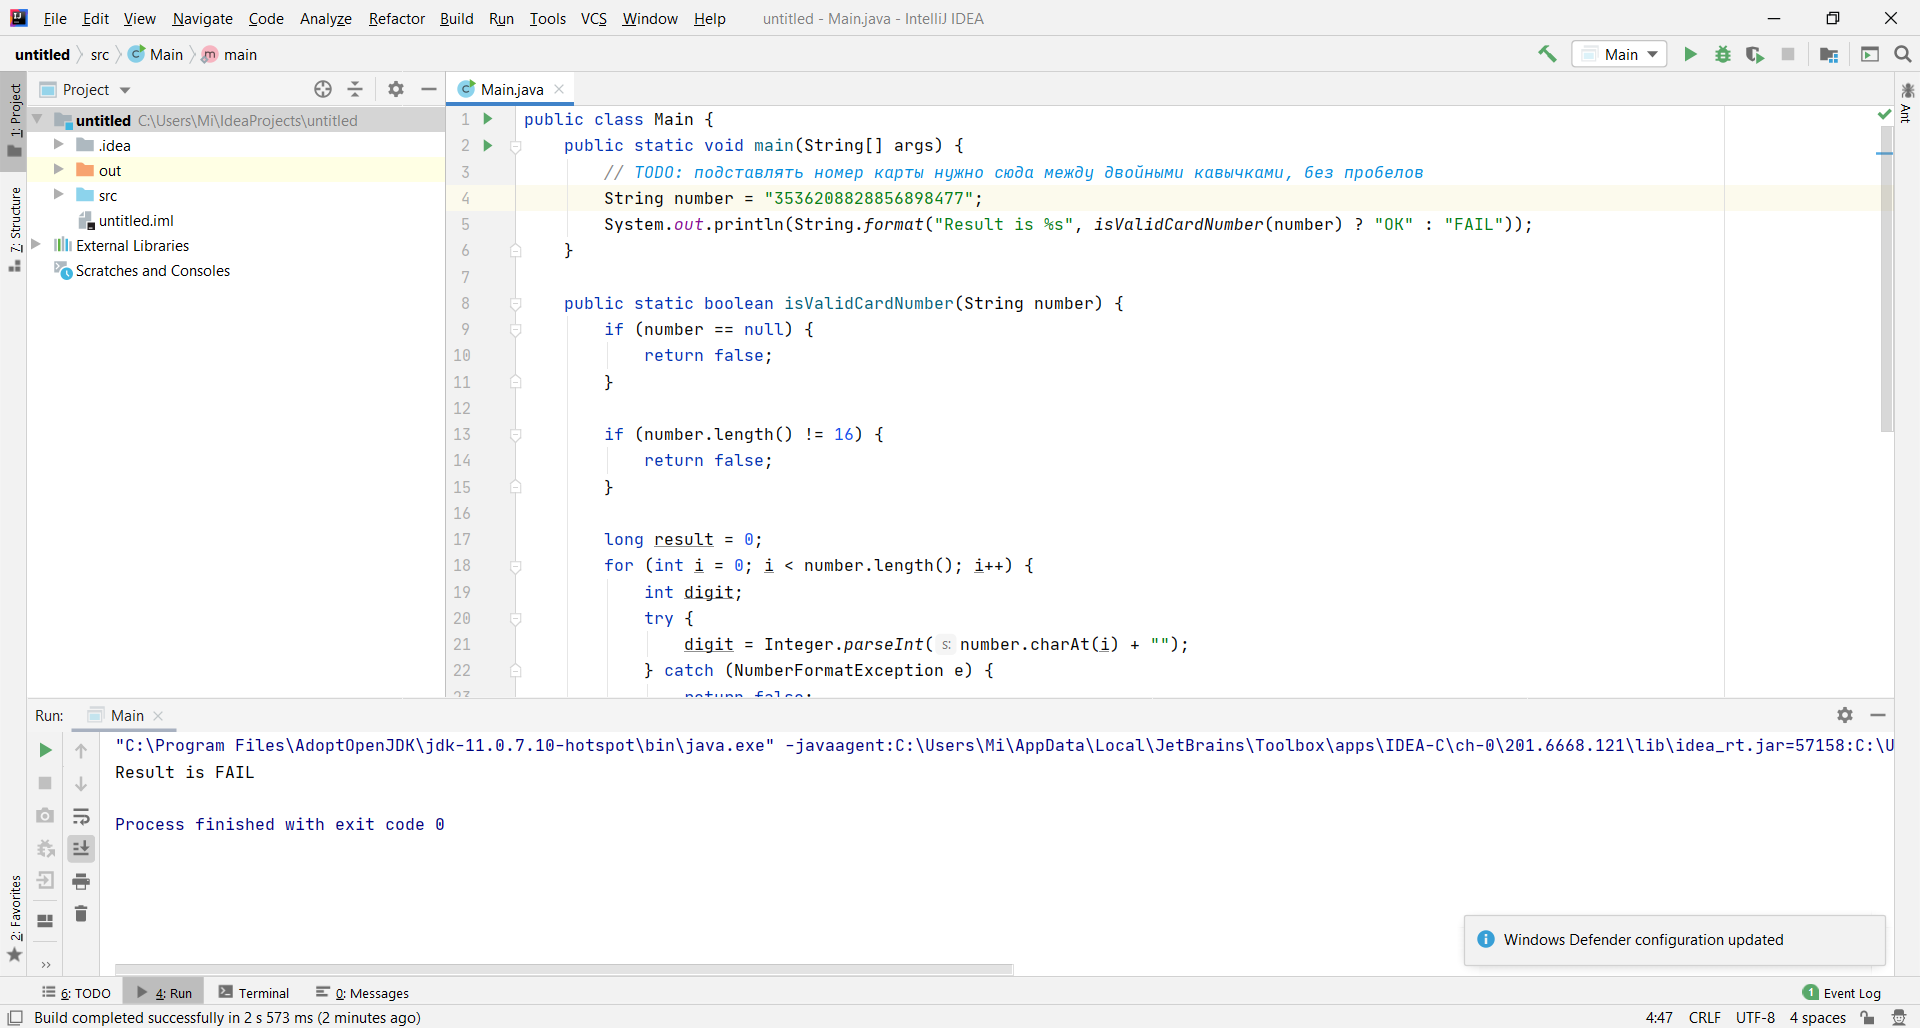 File Edit View Navigate Code Analyze Refactor Build Run Tools VCS Window Help untitled - Main.java - IntelliJ IDEA
untitled src Main main
Main
1: Project
7: Structure
2: Favorites
Ant
Project
untitled C:\Users\Mi\IdeaProjects\untitled
.idea
out
src
untitled.iml
External Libraries
Scratches and Consoles
Main.java
1 public class Main {
2 public static void main(String[] args) {
3 // TODO: подставлять номер карты нужно сюда между двойными кавычками, без пробелов
4 String number = "3536208828856898477";
5 System.out.println(String.format("Result is %s", isValidCardNumber(number) ? "OK" : "FAIL"));
6 }
7
8 public static boolean isValidCardNumber(String number) {
9 if (number == null) {
10 return false;
11 }
12
13 if (number.length() != 16) {
14 return false;
15 }
16
17 long result = 0;
18 for (int i = 0; i < number.length(); i++) {
19 int digit;
20 try {
21 digit = Integer.parseInt( s: number.charAt(i) + "");
22 } catch (NumberFormatException e) {
23 return false;
Run: Main
"C:\Program Files\AdoptOpenJDK\jdk-11.0.7.10-hotspot\bin\java.exe" -javaagent:C:\Users\Mi\AppData\Local\JetBrains\Toolbox\apps\IDEA-C\ch-0\201.6668.121\lib\idea_rt.jar=57158:C:\U
Result is FAIL
Process finished with exit code 0
Windows Defender configuration updated
6: TODO 4: Run Terminal 0: Messages 1 Event Log
Build completed successfully in 2 s 573 ms (2 minutes ago) 4:47 CRLF UTF-8 4 spaces